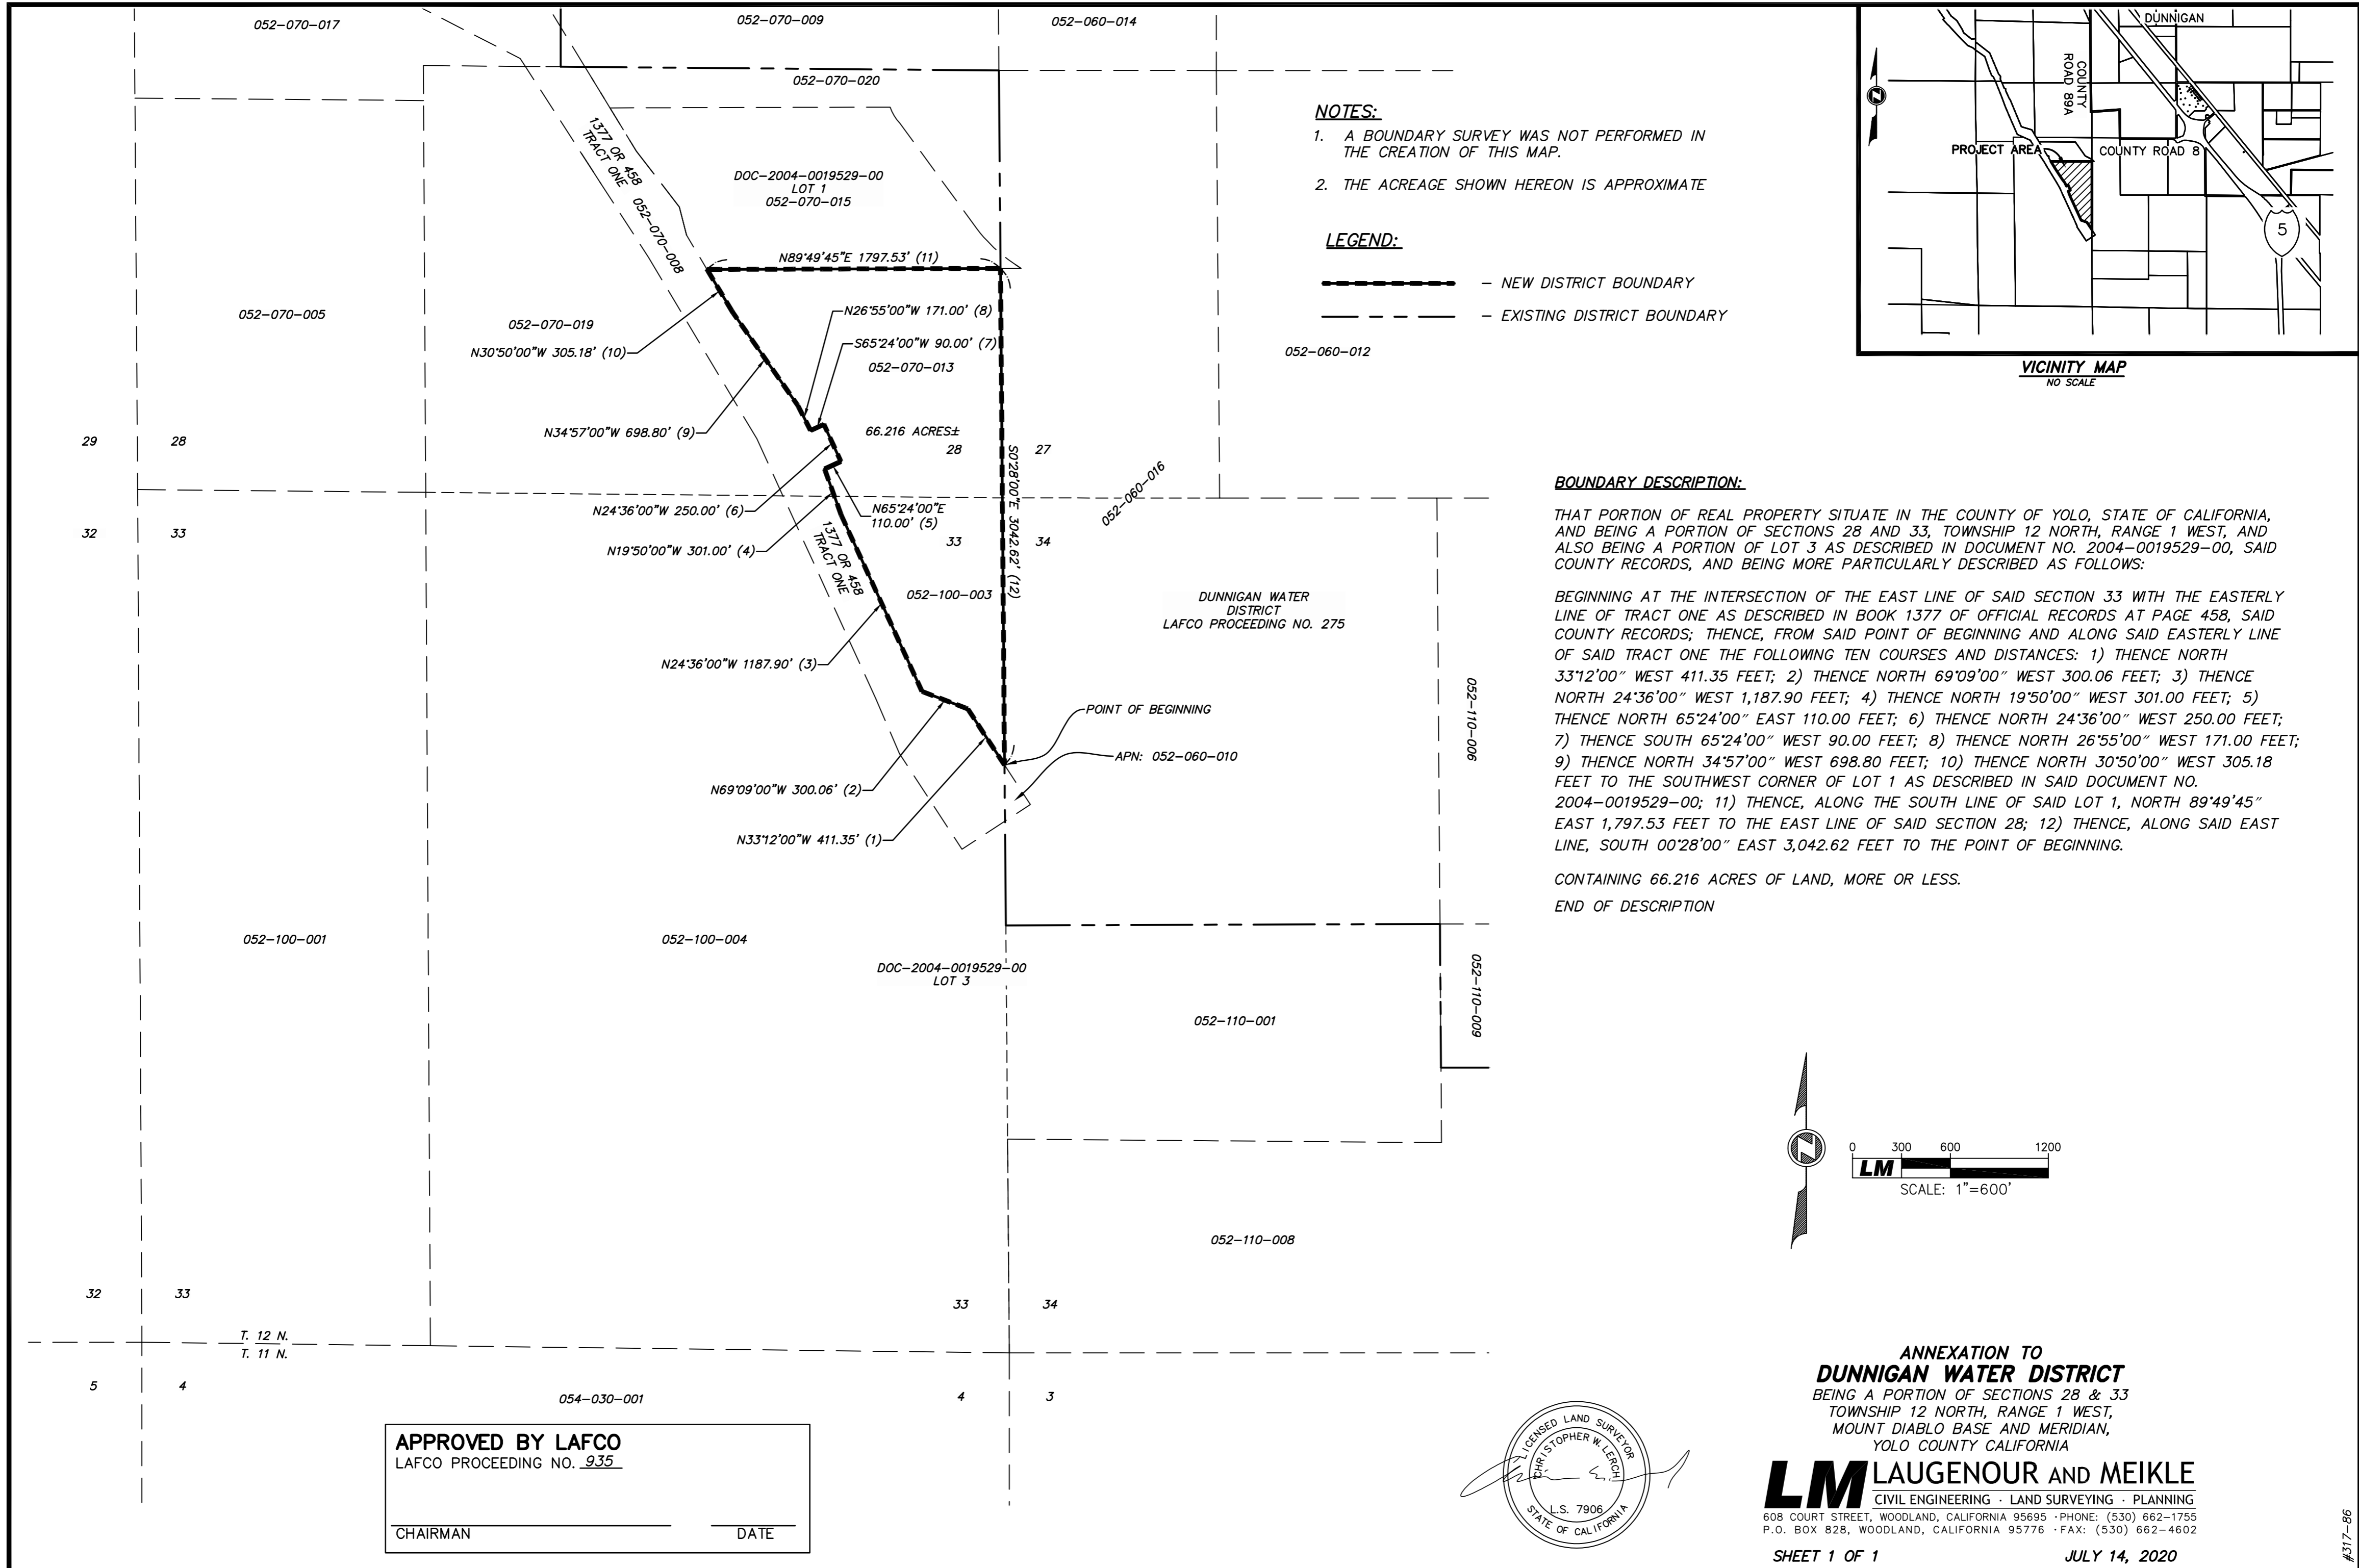 052-070-017
052-070-009
052-060-014
052-070-020
1377 OR 458
TRACT ONE
052-070-008
DOC-2004-0019529-00
LOT 1
052-070-015
N89°49'45"E 1797.53' (11)
052-070-005
052-070-019
N30°50'00"W 305.18' (10)
N26°55'00"W 171.00' (8)
S65°24'00"W 90.00' (7)
052-070-013
052-060-012
N34°57'00"W 698.80' (9)
66.216 ACRES±
29
28
28
27
S0°28'00"E 3042.62' (12)
052-060-016
N24°36'00"W 250.00' (6)
N65°24'00"E
110.00' (5)
32
33
33
34
N19°50'00"W 301.00' (4)
1377 OR 458
TRACT ONE
052-100-003
DUNNIGAN WATER
DISTRICT
LAFCO PROCEEDING NO. 275
N24°36'00"W 1187.90' (3)
052-110-006
POINT OF BEGINNING
APN: 052-060-010
N69°09'00"W 300.06' (2)
N33°12'00"W 411.35' (1)
052-100-001
052-100-004
DOC-2004-0019529-00
LOT 3
052-110-009
052-110-001
052-110-008
32
33
33
34
T. 12 N.
T. 11 N.
5
4
054-030-001
4
3
NOTES:
1. A BOUNDARY SURVEY WAS NOT PERFORMED IN
THE CREATION OF THIS MAP.
2. THE ACREAGE SHOWN HEREON IS APPROXIMATE
LEGEND:
- NEW DISTRICT BOUNDARY
- EXISTING DISTRICT BOUNDARY
DUNNIGAN
COUNTY
ROAD 89A
N
PROJECT AREA
COUNTY ROAD 8
5
VICINITY MAP
NO SCALE
BOUNDARY DESCRIPTION:
THAT PORTION OF REAL PROPERTY SITUATE IN THE COUNTY OF YOLO, STATE OF CALIFORNIA,
AND BEING A PORTION OF SECTIONS 28 AND 33, TOWNSHIP 12 NORTH, RANGE 1 WEST, AND
ALSO BEING A PORTION OF LOT 3 AS DESCRIBED IN DOCUMENT NO. 2004-0019529-00, SAID
COUNTY RECORDS, AND BEING MORE PARTICULARLY DESCRIBED AS FOLLOWS:
BEGINNING AT THE INTERSECTION OF THE EAST LINE OF SAID SECTION 33 WITH THE EASTERLY
LINE OF TRACT ONE AS DESCRIBED IN BOOK 1377 OF OFFICIAL RECORDS AT PAGE 458, SAID
COUNTY RECORDS; THENCE, FROM SAID POINT OF BEGINNING AND ALONG SAID EASTERLY LINE
OF SAID TRACT ONE THE FOLLOWING TEN COURSES AND DISTANCES: 1) THENCE NORTH
33°12'00" WEST 411.35 FEET; 2) THENCE NORTH 69°09'00" WEST 300.06 FEET; 3) THENCE
NORTH 24°36'00" WEST 1,187.90 FEET; 4) THENCE NORTH 19°50'00" WEST 301.00 FEET; 5)
THENCE NORTH 65°24'00" EAST 110.00 FEET; 6) THENCE NORTH 24°36'00" WEST 250.00 FEET;
7) THENCE SOUTH 65°24'00" WEST 90.00 FEET; 8) THENCE NORTH 26°55'00" WEST 171.00 FEET;
9) THENCE NORTH 34°57'00" WEST 698.80 FEET; 10) THENCE NORTH 30°50'00" WEST 305.18
FEET TO THE SOUTHWEST CORNER OF LOT 1 AS DESCRIBED IN SAID DOCUMENT NO.
2004-0019529-00; 11) THENCE, ALONG THE SOUTH LINE OF SAID LOT 1, NORTH 89°49'45"
EAST 1,797.53 FEET TO THE EAST LINE OF SAID SECTION 28; 12) THENCE, ALONG SAID EAST
LINE, SOUTH 00°28'00" EAST 3,042.62 FEET TO THE POINT OF BEGINNING.
CONTAINING 66.216 ACRES OF LAND, MORE OR LESS.
END OF DESCRIPTION
N
0 300 600 1200
LM
SCALE: 1"=600'
APPROVED BY LAFCO
LAFCO PROCEEDING NO. 935
CHAIRMAN DATE
LICENSED LAND SURVEYOR
CHRISTOPHER W. LERCH
L.S. 7906
STATE OF CALIFORNIA
ANNEXATION TO
DUNNIGAN WATER DISTRICT
BEING A PORTION OF SECTIONS 28 & 33
TOWNSHIP 12 NORTH, RANGE 1 WEST,
MOUNT DIABLO BASE AND MERIDIAN,
YOLO COUNTY CALIFORNIA
LM LAUGENOUR AND MEIKLE
CIVIL ENGINEERING · LAND SURVEYING · PLANNING
608 COURT STREET, WOODLAND, CALIFORNIA 95695 · PHONE: (530) 662-1755
P.O. BOX 828, WOODLAND, CALIFORNIA 95776 · FAX: (530) 662-4602
SHEET 1 OF 1 JULY 14, 2020
#317-86